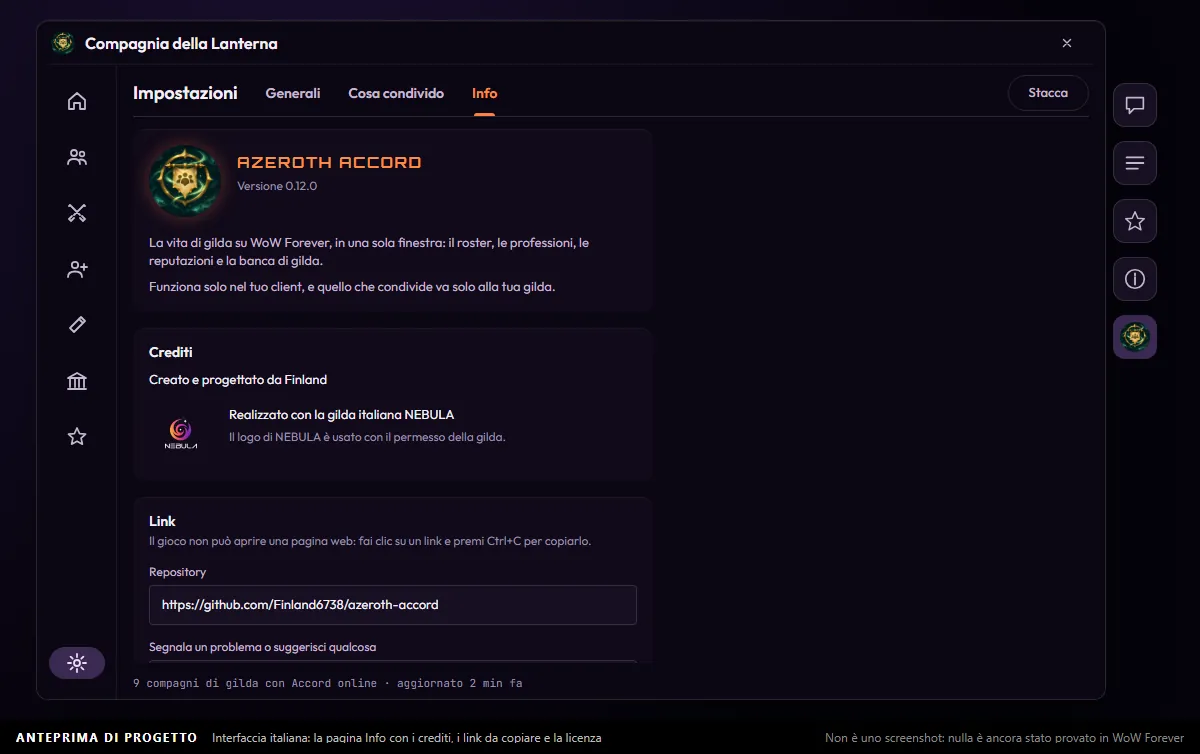 Compagnia della Lanterna
Impostazioni
Generali
Cosa condivido
Info
Stacca
AZEROTH ACCORD
Versione 0.12.0
La vita di gilda su WoW Forever, in una sola finestra: il roster, le professioni, le
reputazioni e la banca di gilda.
Funziona solo nel tuo client, e quello che condivide va solo alla tua gilda.
Crediti
Creato e progettato da Finland
NEBULA
Realizzato con la gilda italiana NEBULA
Il logo di NEBULA è usato con il permesso della gilda.
Link
Il gioco non può aprire una pagina web: fai clic su un link e premi Ctrl+C per copiarlo.
Repository
https://github.com/Finland6738/azeroth-accord
Segnala un problema o suggerisci qualcosa
9 compagni di gilda con Accord online · aggiornato 2 min fa
ANTEPRIMA DI PROGETTO
Interfaccia italiana: la pagina Info con i crediti, i link da copiare e la licenza
Non è uno screenshot: nulla è ancora stato provato in WoW Forever